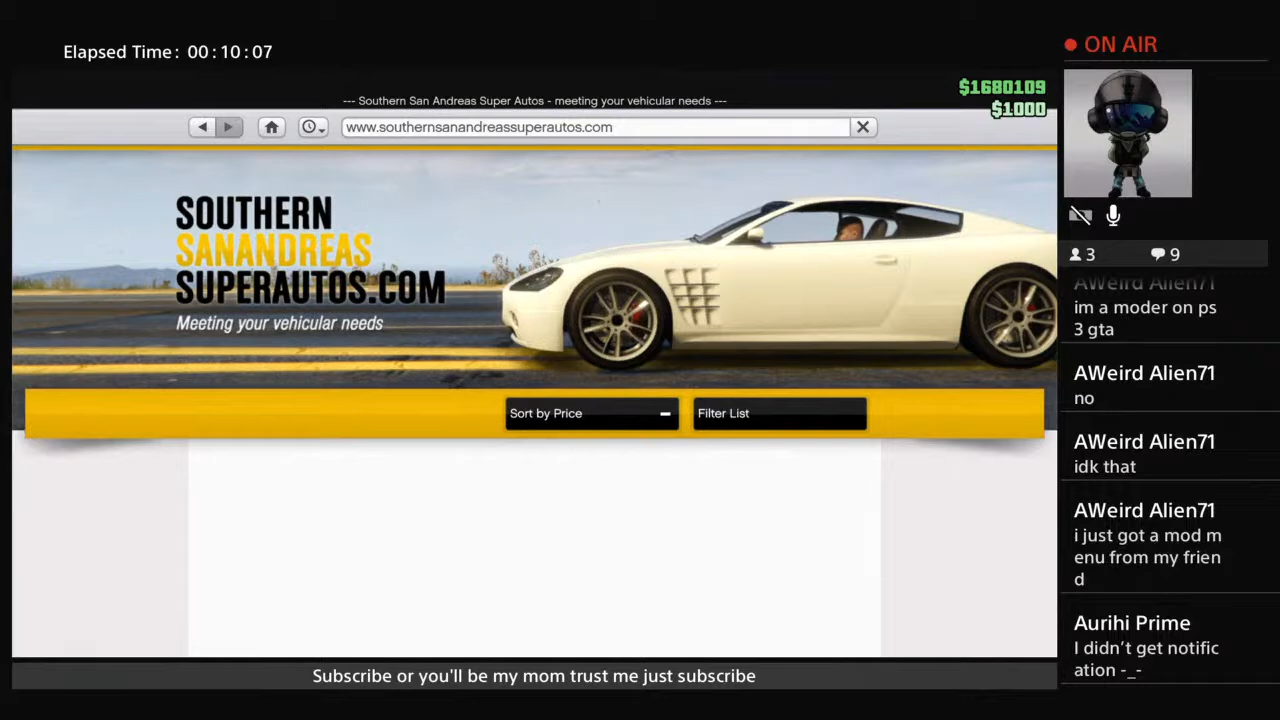 Elapsed Time: 00:10:07
ON AIR
$1680109
$1000
--- Southern San Andreas Super Autos - meeting your vehicular needs ---
www.southernsanandreassuperautos.com
SOUTHERN
SANANDREAS
SUPERAUTOS.COM
Meeting your vehicular needs
Sort by Price
Filter List
3
9
AWeird Alien71
im a moder on ps
3 gta
AWeird Alien71
no
AWeird Alien71
idk that
AWeird Alien71
i just got a mod m
enu from my frien
d
Aurihi Prime
I didn't get notific
ation -_-
Subscribe or you'll be my mom trust me just subscribe